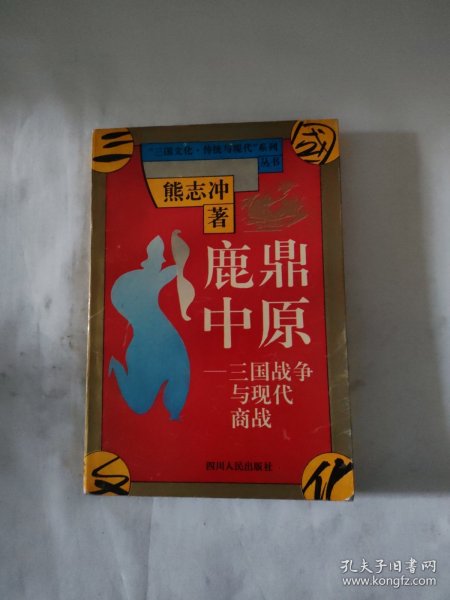 三
國
"三国文化·传统与现代"系列
丛书
熊志冲
著
鹿鼎
中原
—三国战争
与现代
商战
四川人民出版社
文
化
孔夫子旧书网
www.kongfz.com